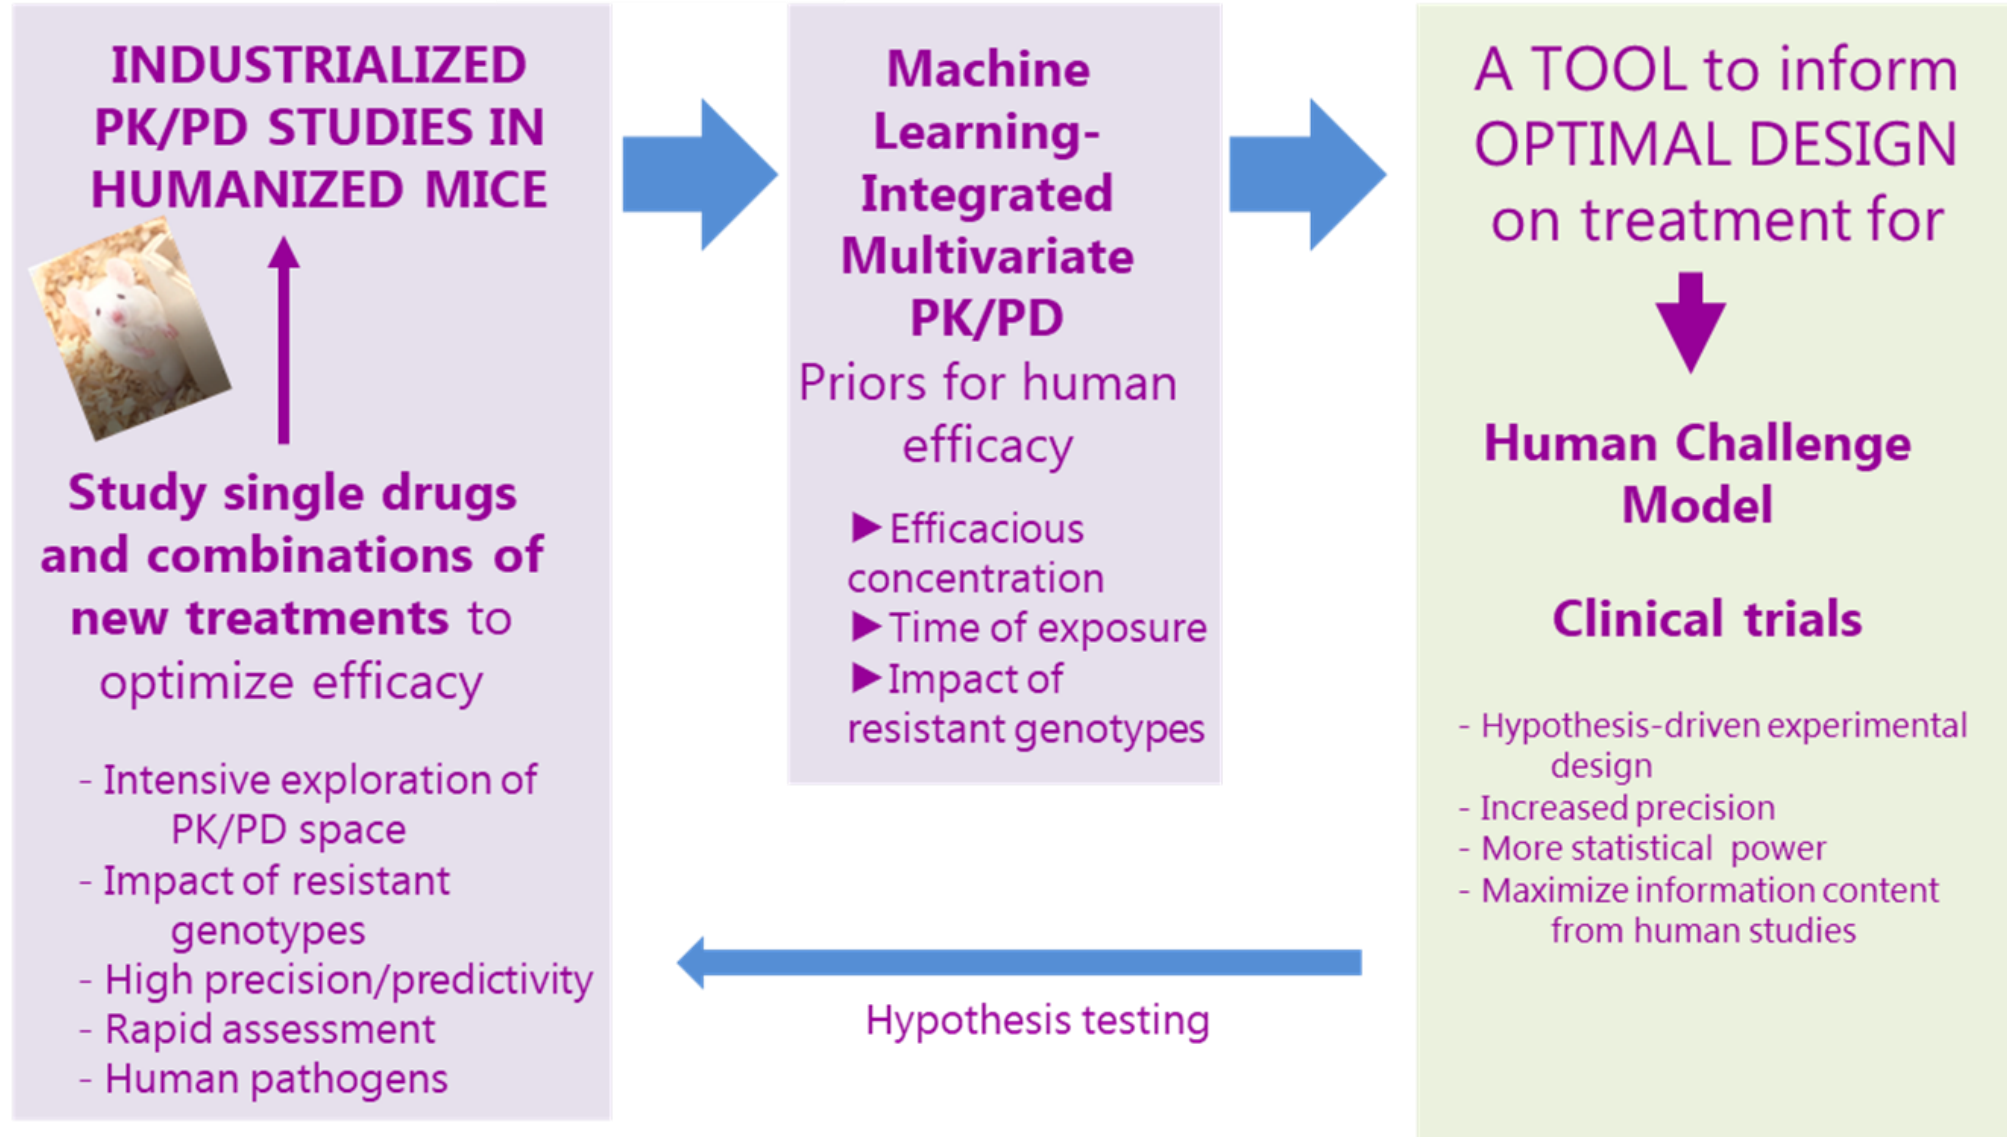 INDUSTRIALIZED
PK/PD STUDIES IN
HUMANIZED MICE
Study single drugs
and combinations of
new treatments to
optimize efficacy
- Intensive exploration of
PK/PD space
- Impact of resistant
genotypes
- High precision/predictivity
- Rapid assessment
- Human pathogens
Machine
Learning-
Integrated
Multivariate
PK/PD
Priors for human
efficacy
►Efficacious
concentration
►Time of exposure
►Impact of
resistant genotypes
A TOOL to inform
OPTIMAL DESIGN
on treatment for
Human Challenge
Model
Clinical trials
- Hypothesis-driven experimental
design
- Increased precision
- More statistical power
- Maximize information content
from human studies
Hypothesis testing